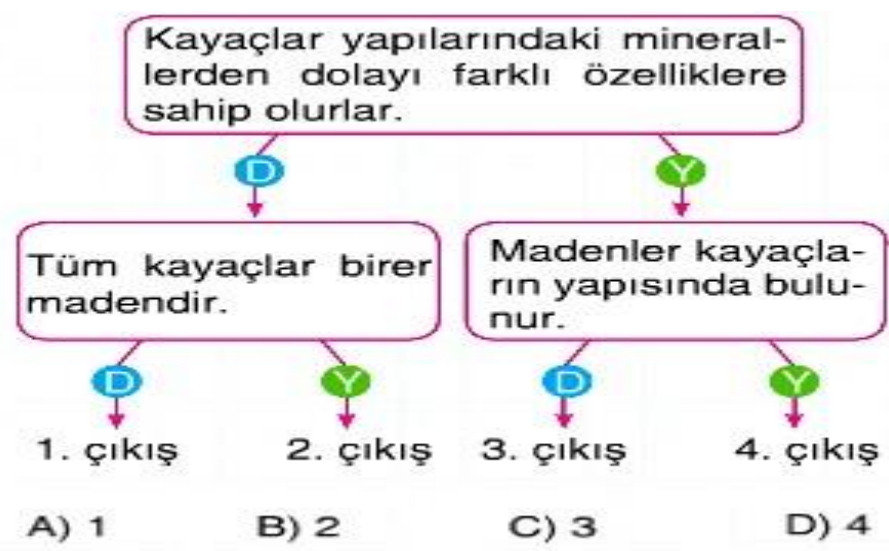 Kayaçlar yapılarındaki mineral-
lerden dolayı farklı özelliklere
sahip olurlar.
D
Y
Tüm kayaçlar birer
madendir.
Madenler kayaçla-
rın yapısında bulu-
nur.
D
Y
D
Y
1. çıkış
2. çıkış
3. çıkış
4. çıkış
A) 1
B) 2
C) 3
D) 4